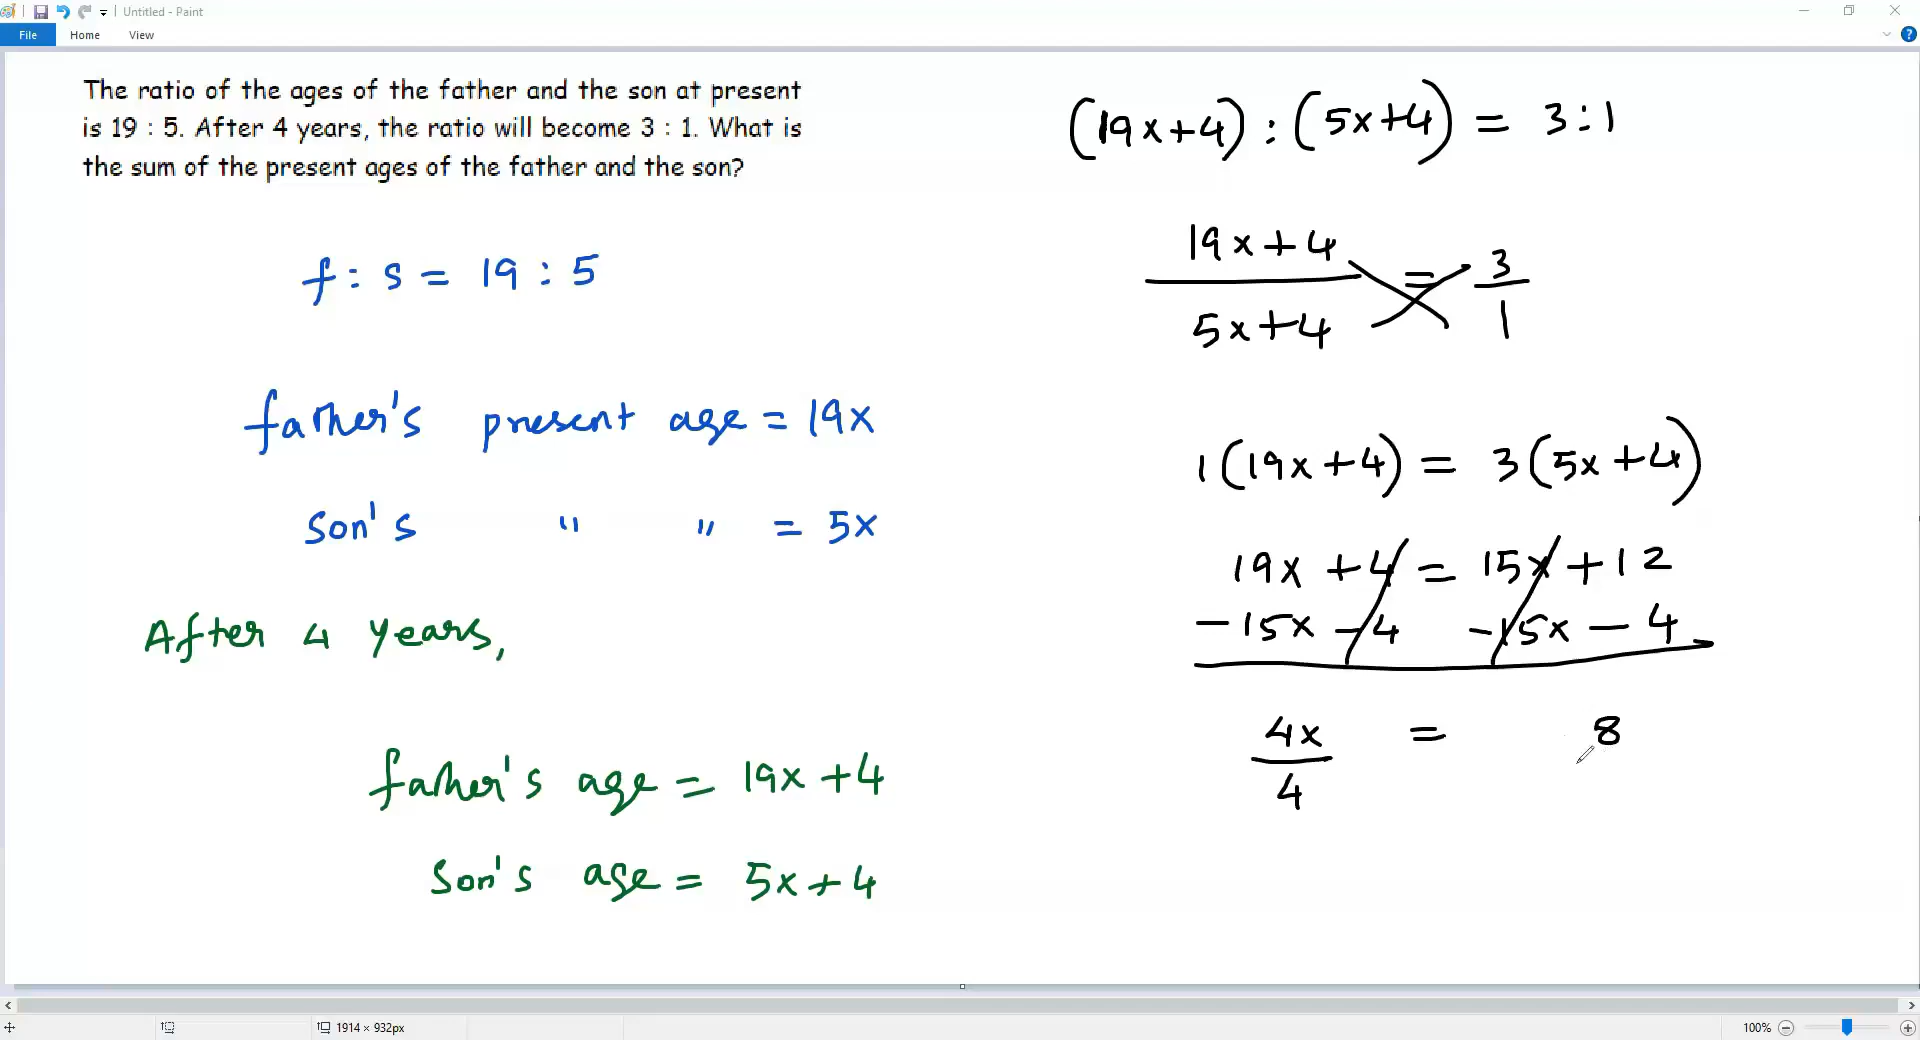 Untitled - Paint
File Home View
The ratio of the ages of the father and the son at present
is 19 : 5. After 4 years, the ratio will become 3 : 1. What is
the sum of the present ages of the father and the son?
f : s = 19 : 5
father's present age = 19x
son's " " = 5x
After 4 years,
father's age = 19x + 4
son's age = 5x + 4
(19x+4) : (5x+4) = 3 : 1
19x + 4 = 3
5x + 4 1
1(19x + 4) = 3(5x + 4)
19x + 4 = 15x + 12
- 15x - 4 - 15x - 4
4x = 8
4
1914 × 932px
100%